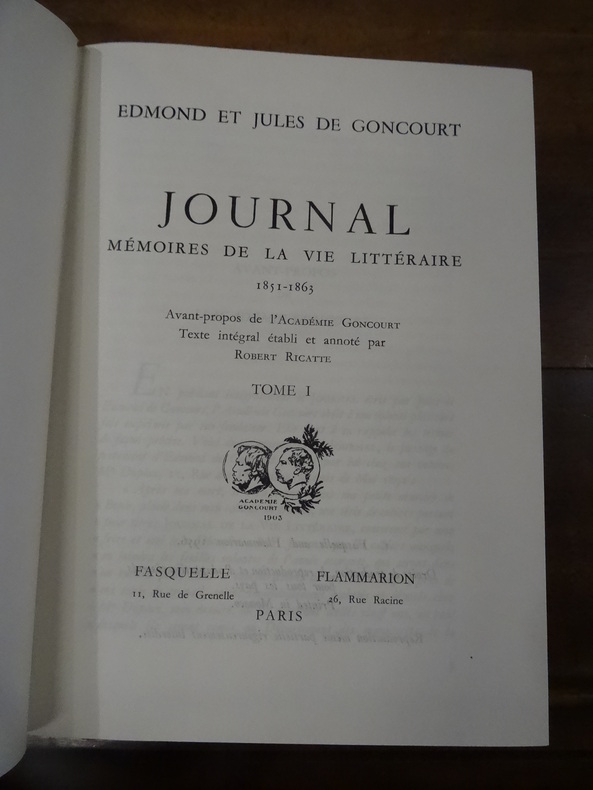 EDMOND ET JULES DE GONCOURT
JOURNAL
MÉMOIRES DE LA VIE LITTÉRAIRE
1851-1863
Avant-propos de l'ACADÉMIE GONCOURT
Texte intégral établi et annoté par
ROBERT RICATTE
TOME I
ACADEMIE
GONCOURT
1903
FASQUELLE FLAMMARION
11, Rue de Grenelle 26, Rue Racine
PARIS